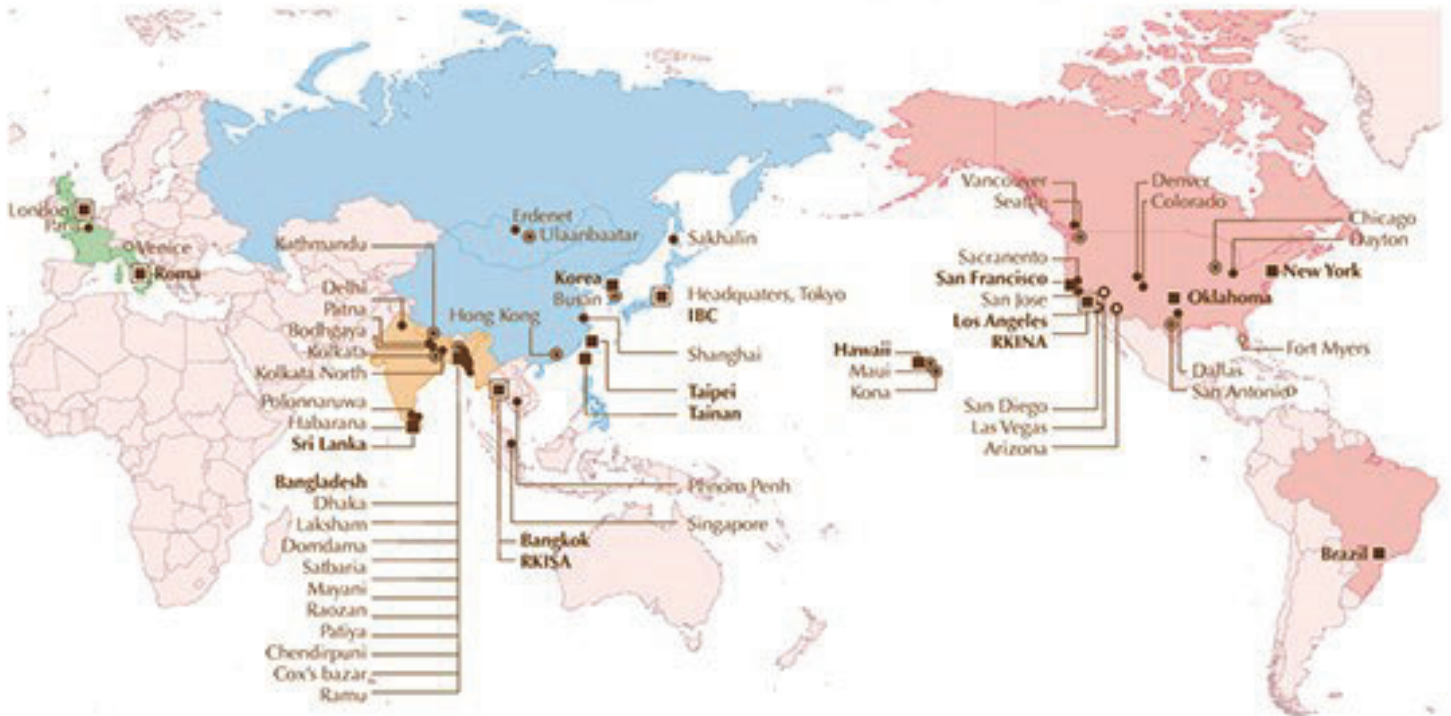 London
Paris
Venice
Roma
Kathmandu
Delhi
Patna
Bodhgaya
Kolkata
Kolkata North
Polonnaruwa
Habarana
Sri Lanka
Bangladesh
Dhaka
Laksham
Domdama
Satbaria
Mayani
Raozan
Patiya
Chendirpuni
Cox's bazar
Ramu
Erdenet
Ulaanbaatar
Sakhalin
Korea
Busan
Headquaters, Tokyo
IBC
Hong Kong
Shanghai
Taipei
Tainan
Phnom Penh
Singapore
Bangkok
RKISA
Vancouver
Seattle
Sacranento
San Francisco
San Jose
Los Angeles
RKINA
Hawaii
Maui
Kona
San Diego
Las Vegas
Arizona
Denver
Colorado
Chicago
Dayton
New York
Oklahoma
Fort Myers
Dallas
San Antonio
Brazil